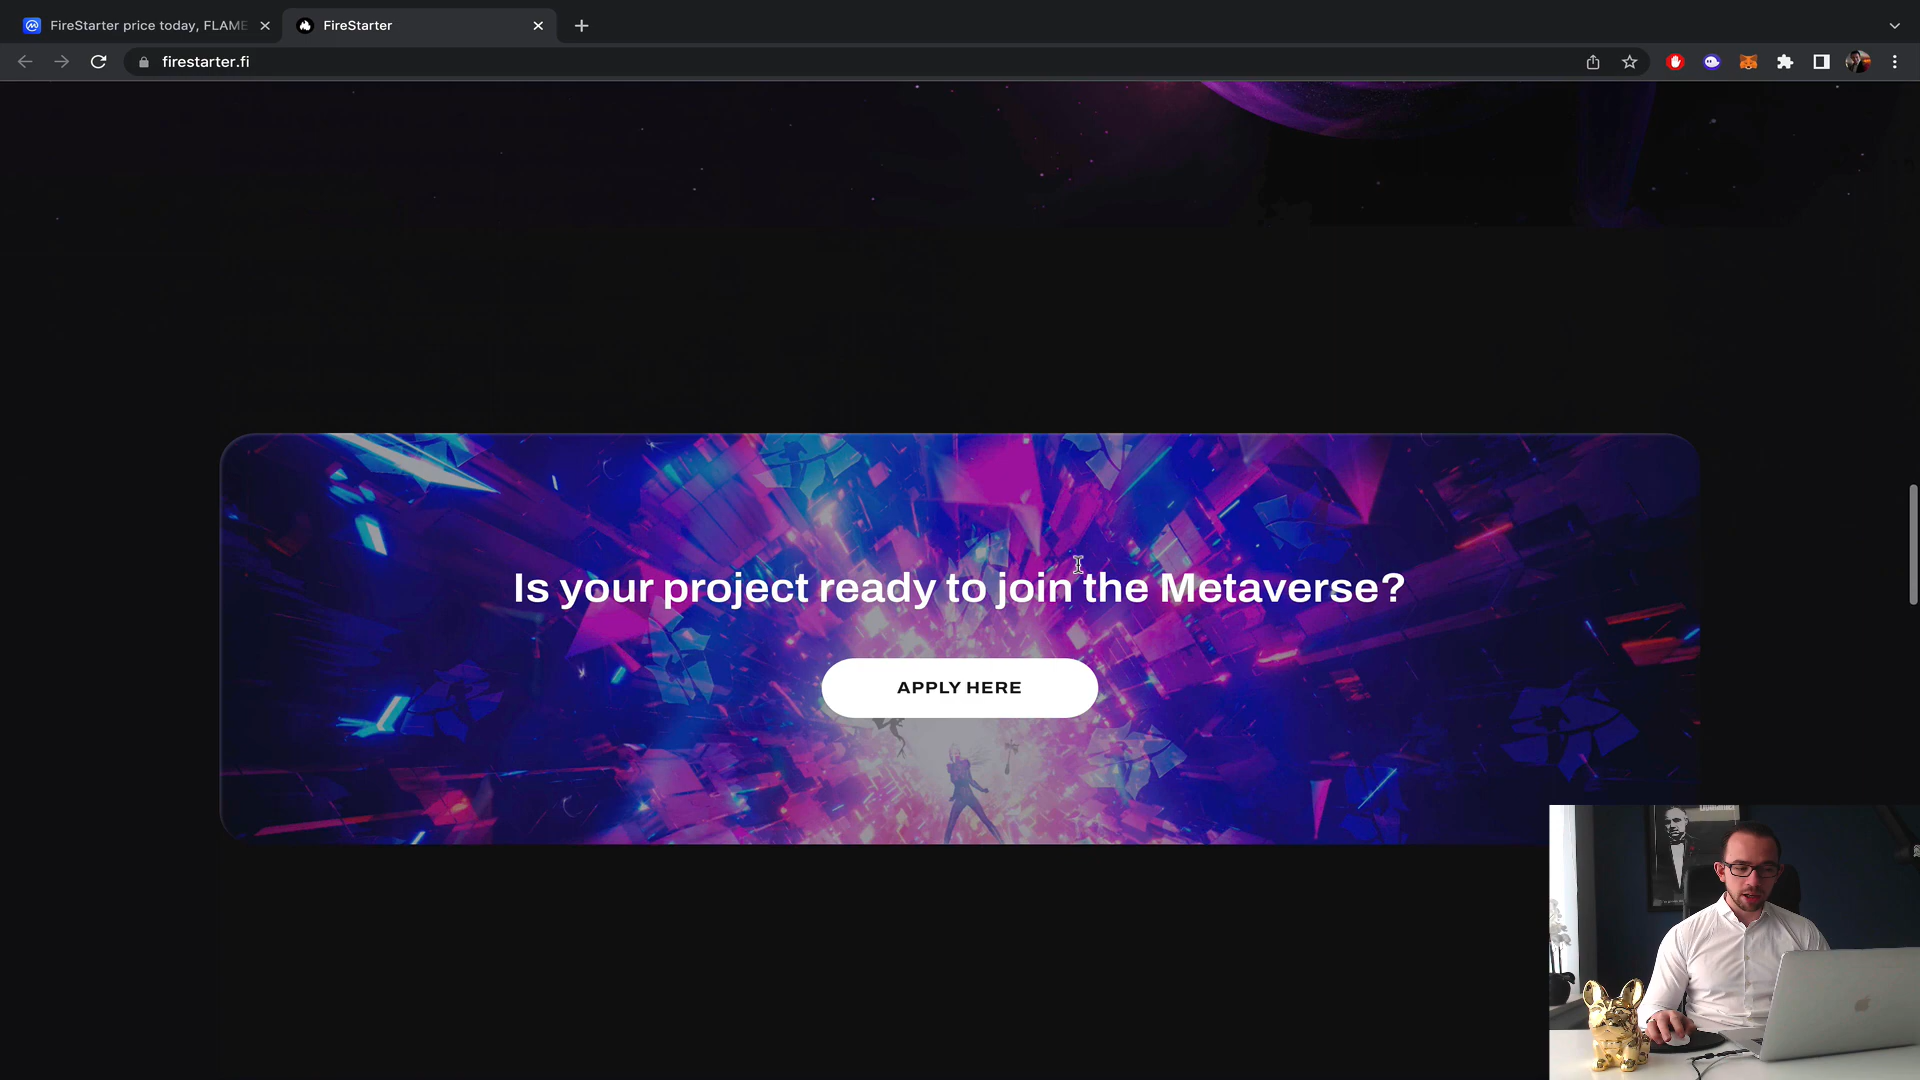 FireStarter price today, FLAME
FireStarter
firestarter.fi
Is your project ready to join the Metaverse?
APPLY HERE